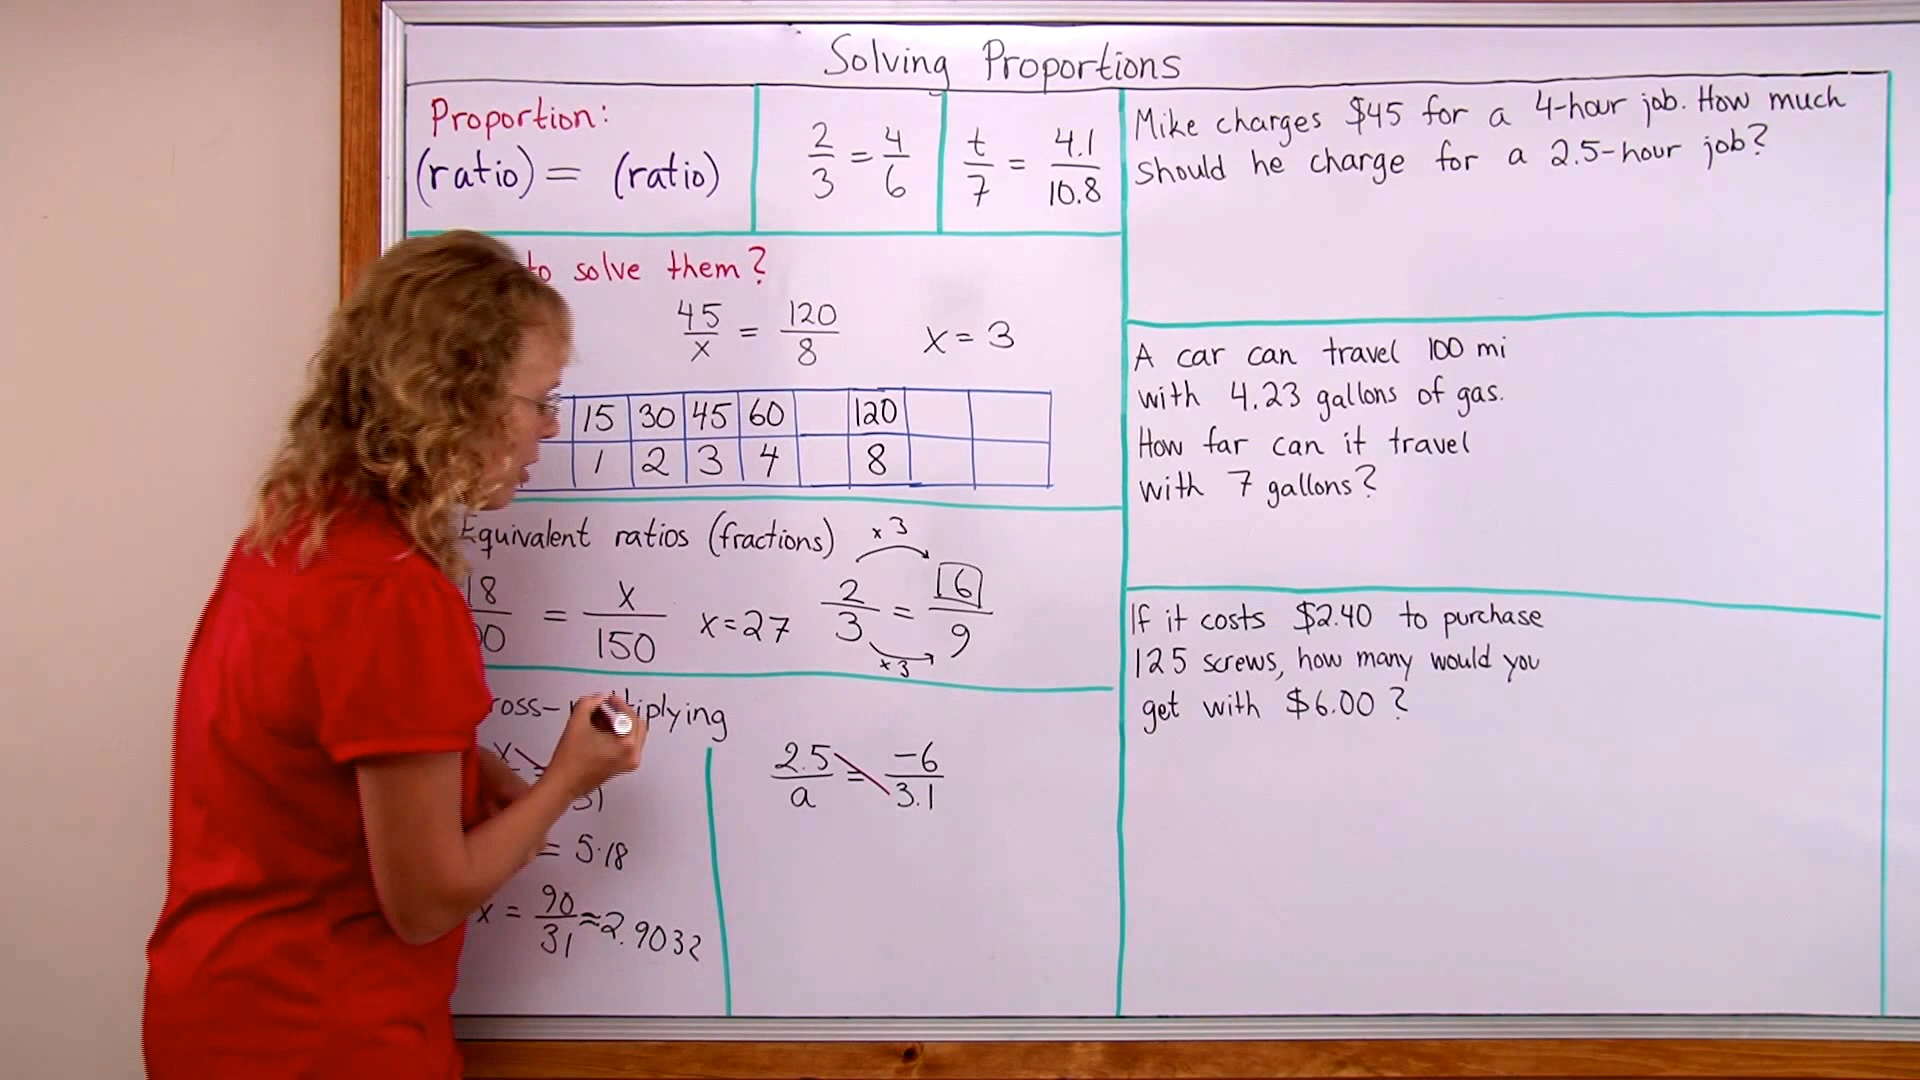 Solving Proportions
Proportion:
(ratio) = (ratio)
2/3 = 4/6
t/7 = 4.1/10.8
to solve them?
45/x = 120/8
x = 3
15 30 45 60 120
1 2 3 4 8
Equivalent ratios (fractions)
18
= x/150
x = 27
x 3
2/3 = 6/9
x 3
ross-
iplying
x
=
31
= 5·18
x = 90/31 ≈ 2.9032
2.5/a = -6/3.1
Mike charges $45 for a 4-hour job. How much
should he charge for a 2.5-hour job?
A car can travel 100 mi
with 4.23 gallons of gas.
How far can it travel
with 7 gallons?
If it costs $2.40 to purchase
125 screws, how many would you
get with $6.00?